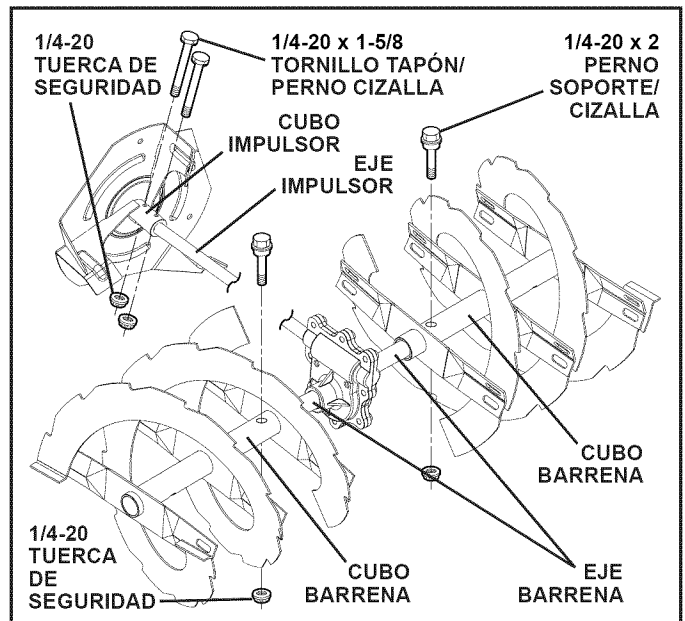 1/4-20
TUERCA DE
SEGURIDAD
1/4-20 x 1-5/8
TORNILLO TAPÓN/
PERNO CIZALLA
1/4-20 x 2
PERNO
SOPORTE/
CIZALLA
CUBO
IMPULSOR
EJE
IMPULSOR
CUBO
BARRENA
1/4-20
TUERCA
DE
SEGURIDAD
CUBO
BARRENA
EJE
BARRENA